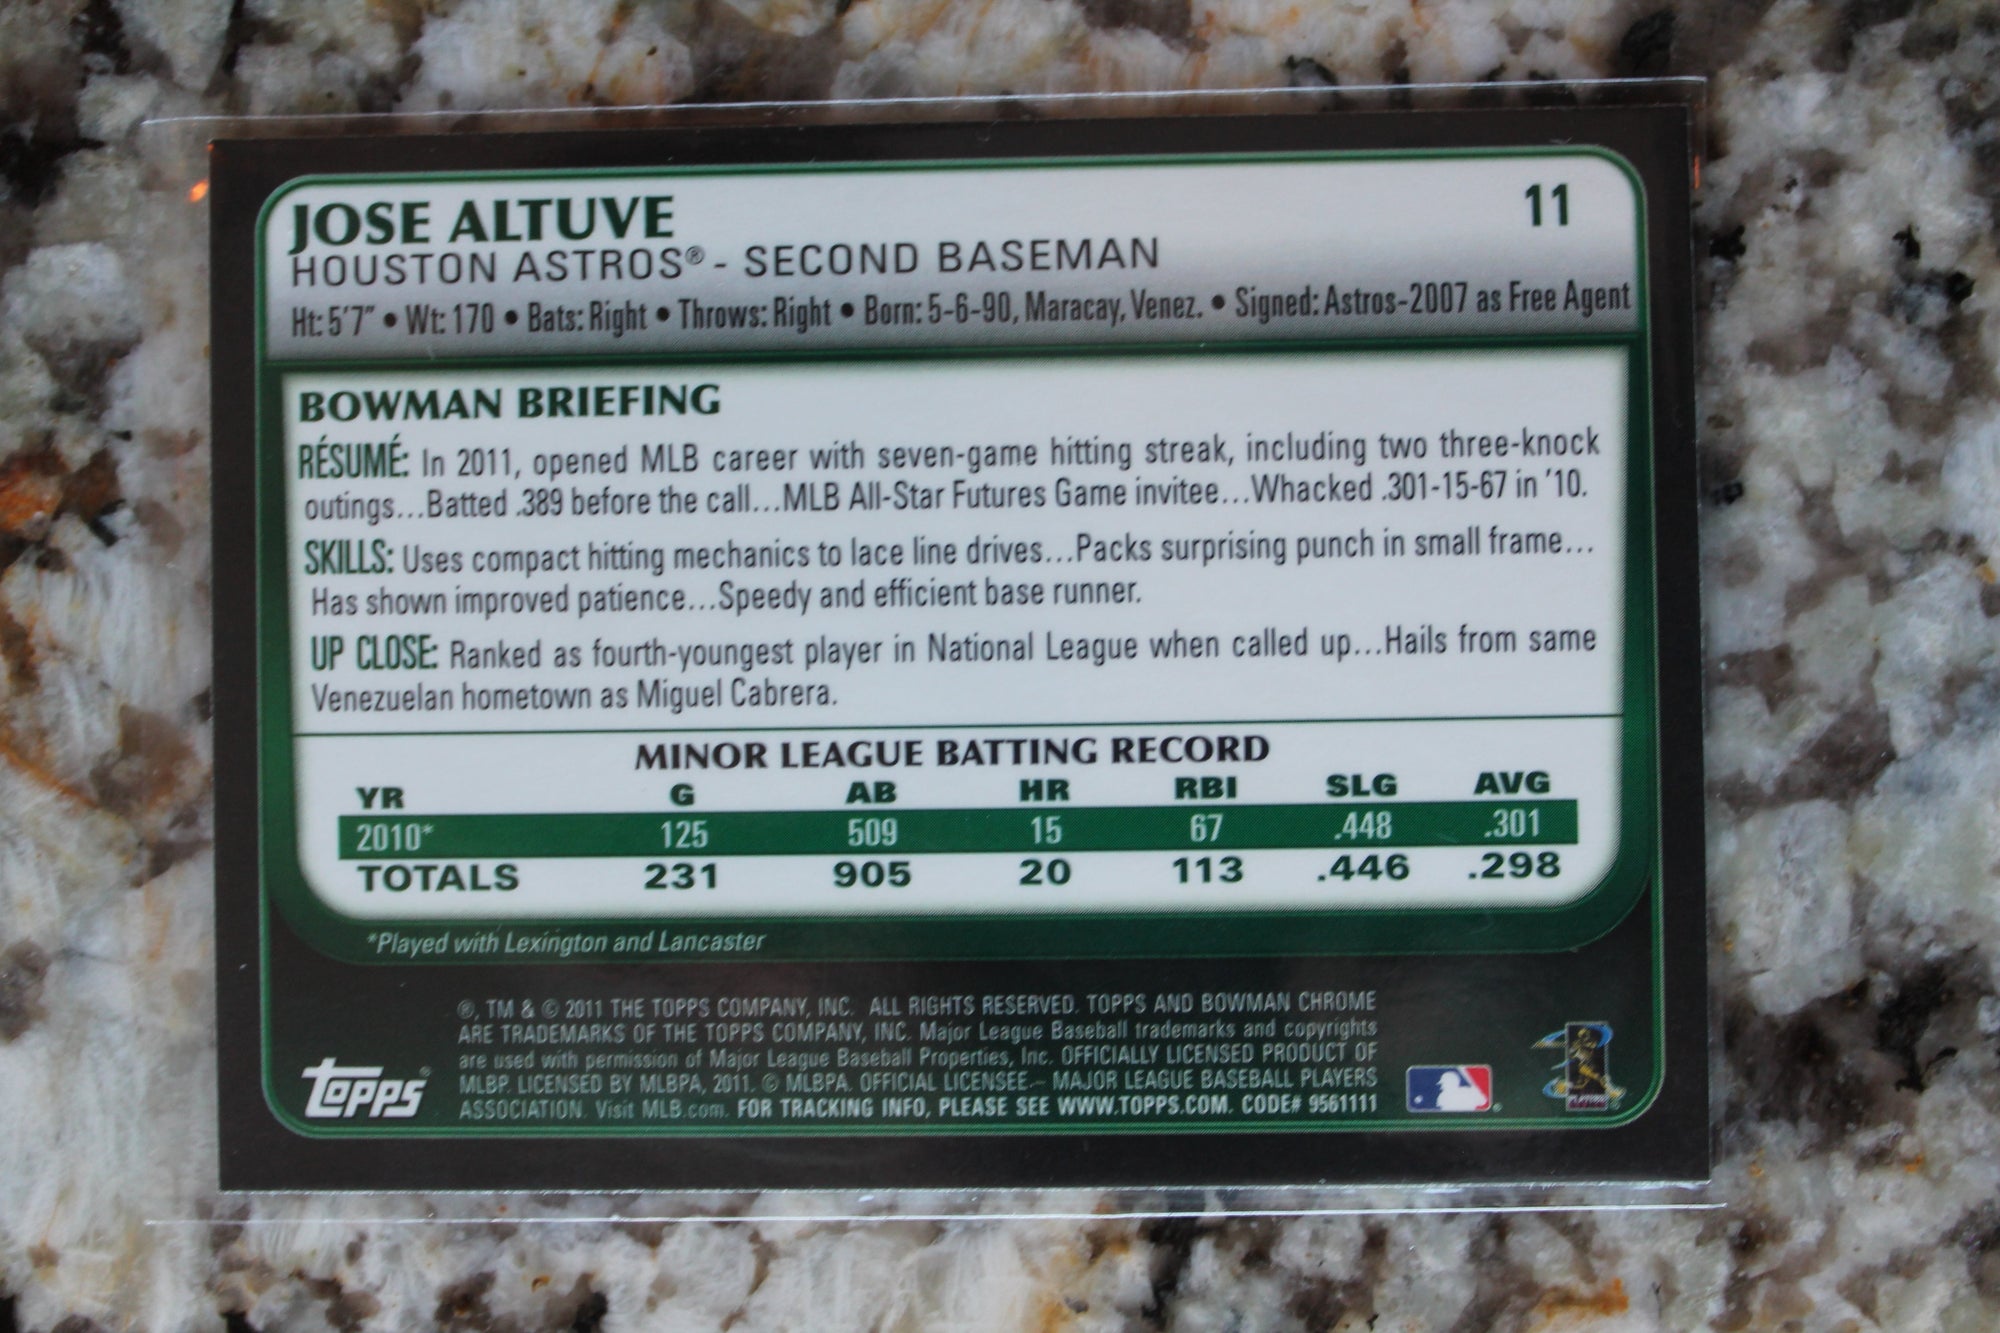 JOSE ALTUVE
11
HOUSTON ASTROS® - SECOND BASEMAN
Ht: 5'7" • Wt: 170 • Bats: Right • Throws: Right • Born: 5-6-90, Maracay, Venez. • Signed: Astros-2007 as Free Agent
BOWMAN BRIEFING
RÉSUMÉ: In 2011, opened MLB career with seven-game hitting streak, including two three-knock
outings...Batted .389 before the call...MLB All-Star Futures Game invitee...Whacked .301-15-67 in '10.
SKILLS: Uses compact hitting mechanics to lace line drives...Packs surprising punch in small frame...
Has shown improved patience...Speedy and efficient base runner.
UP CLOSE: Ranked as fourth-youngest player in National League when called up...Hails from same
Venezuelan hometown as Miguel Cabrera.
MINOR LEAGUE BATTING RECORD
YR G AB HR RBI SLG AVG
2010* 125 509 15 67 .448 .301
TOTALS 231 905 20 113 .446 .298
*Played with Lexington and Lancaster
®, TM & © 2011 THE TOPPS COMPANY, INC. ALL RIGHTS RESERVED. TOPPS AND BOWMAN CHROME
ARE TRADEMARKS OF THE TOPPS COMPANY, INC. Major League Baseball trademarks and copyrights
are used with permission of Major League Baseball Properties, Inc. OFFICIALLY LICENSED PRODUCT OF
MLBP. LICENSED BY MLBPA, 2011. © MLBPA. OFFICIAL LICENSEE – MAJOR LEAGUE BASEBALL PLAYERS
ASSOCIATION. Visit MLB.com. FOR TRACKING INFO, PLEASE SEE WWW.TOPPS.COM. CODE# 9561111
topps®